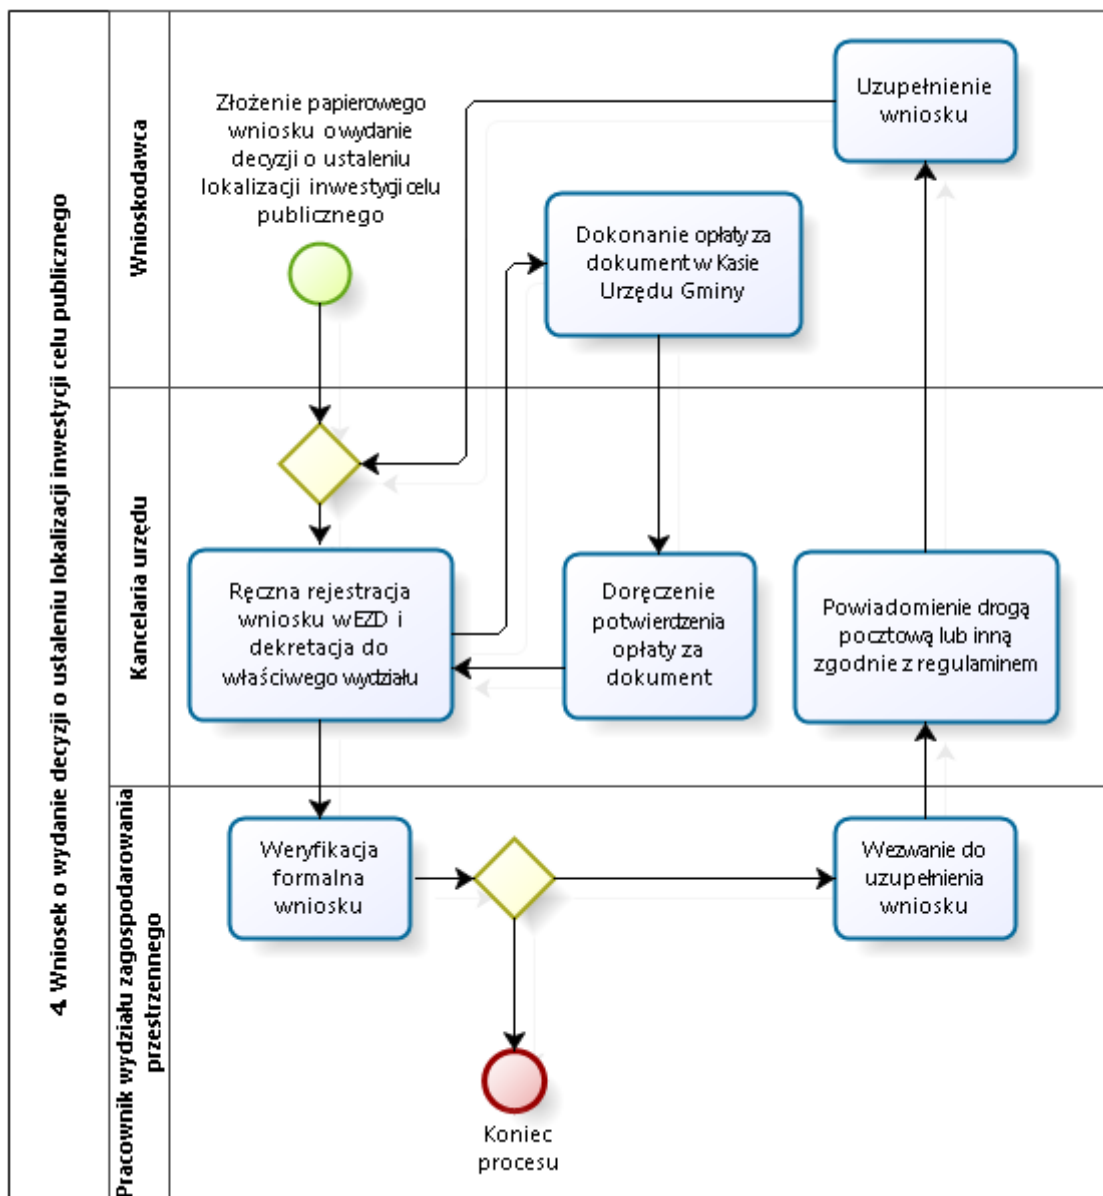 4. Wniosek o wydanie decyzji o ustaleniu lokalizacji inwestycji celu publicznego
Wnioskodawca
Złożenie papierowego
wniosku o wydanie
decyzji o ustaleniu
lokalizacji inwestygi celu
publicznego
Uzupełnienie
wniosku
Dokonanie opłaty za
dokument w Kasie
Urzędu Gminy
Kancelaria urzędu
Ręczna rejestracja
wniosku w EZD i
dekretacja do
właściwego wydziału
Doręczenie
potwierdzenia
opłaty za
dokument
Powiadomienie drogą
pocztową lub inną
zgodnie z regulaminem
Pracownik wydziału zagospodarowania
przestrzennego
Weryfikacja
formalna
wniosku
Wezwanie do
uzupełnienia
wniosku
Koniec
procesu